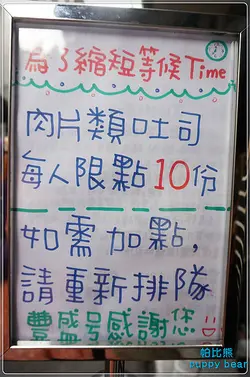 為了縮短等候Time
肉片類吐司
每人限點10份
如需加點,
請重新排隊
豐盛号感謝您
帕比熊
puppy bear